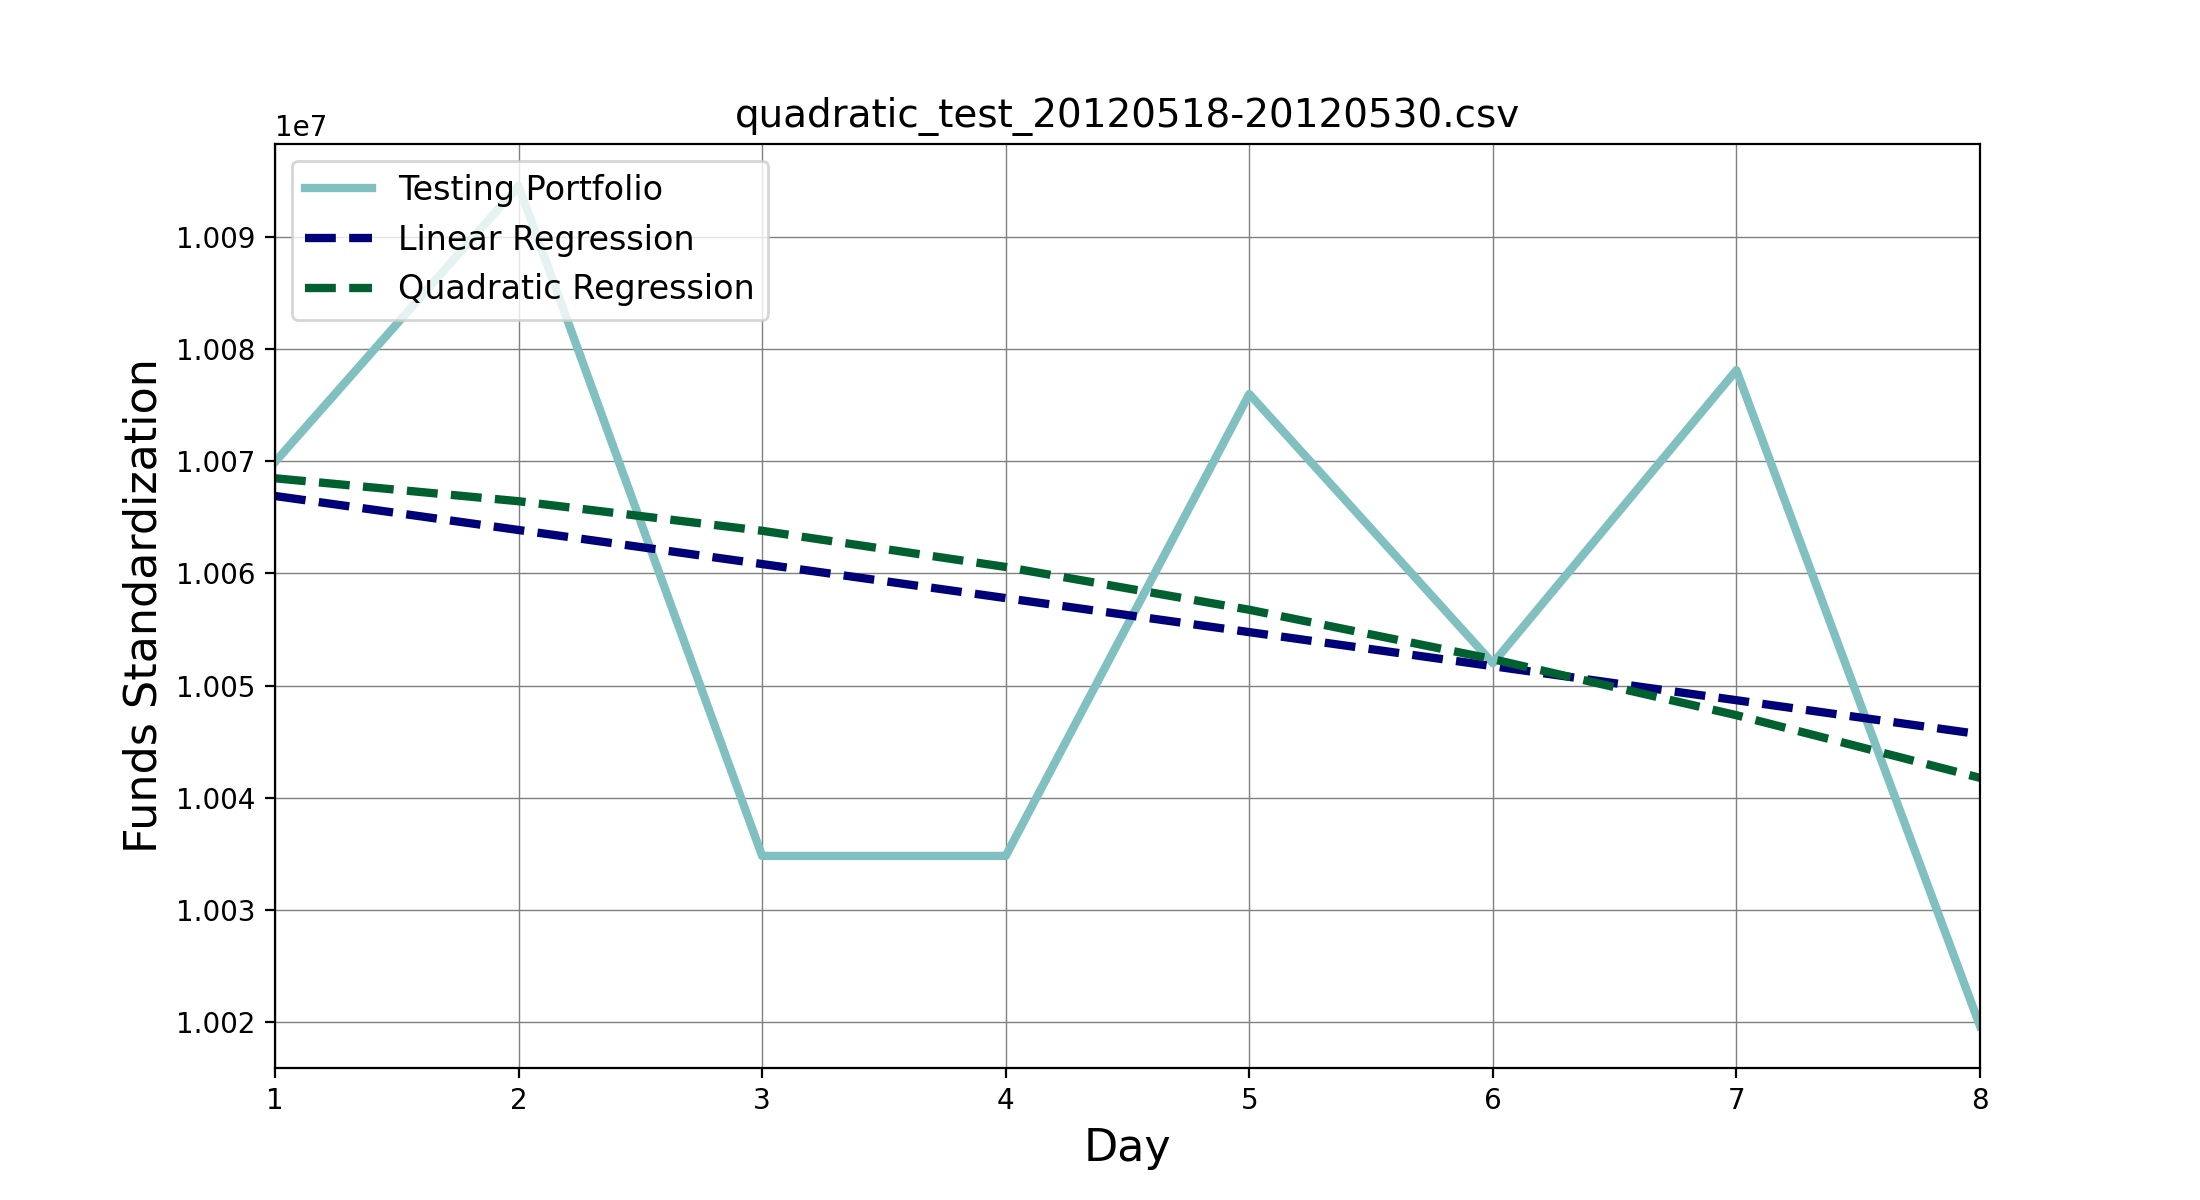 quadratic_test_20120518-20120530.csv
1e7
Testing Portfolio
Linear Regression
Quadratic Regression
1.009
1.008
1.007
1.006
1.005
1.004
1.003
1.002
Funds Standardization
1 2 3 4 5 6 7 8
Day